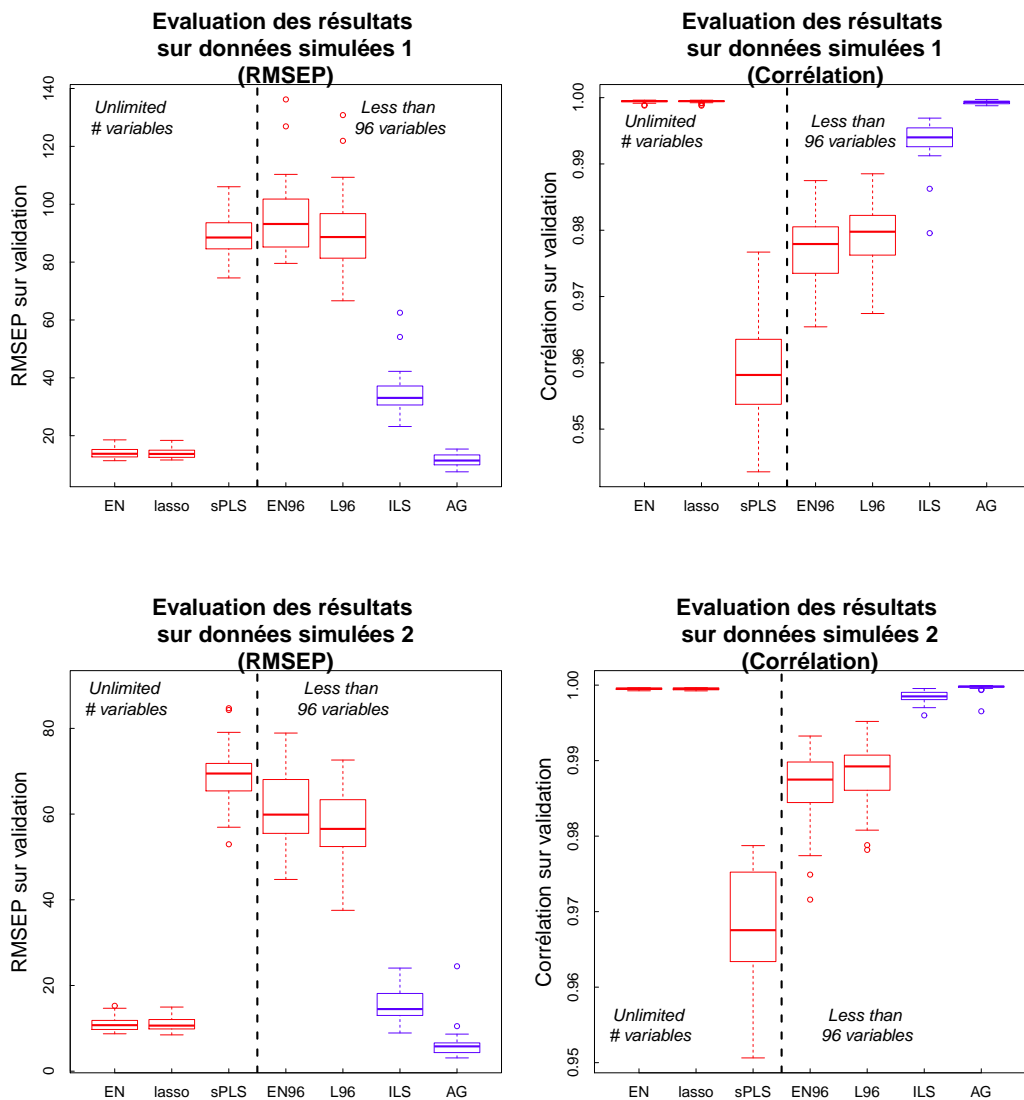 Evaluation des résultats
sur données simulées 1
(RMSEP)
Unlimited
# variables
Less than
96 variables
RMSEP sur validation
140
120
100
80
60
40
20
EN lasso sPLS EN96 L96 ILS AG
Evaluation des résultats
sur données simulées 1
(Corrélation)
Unlimited
# variables
Less than
96 variables
Corrélation sur validation
1.00
0.99
0.98
0.97
0.96
0.95
EN lasso sPLS EN96 L96 ILS AG
Evaluation des résultats
sur données simulées 2
(RMSEP)
Unlimited
# variables
Less than
96 variables
RMSEP sur validation
80
60
40
20
0
EN lasso sPLS EN96 L96 ILS AG
Evaluation des résultats
sur données simulées 2
(Corrélation)
Corrélation sur validation
1.00
0.99
0.98
0.97
0.96
0.95
Unlimited
# variables
Less than
96 variables
EN lasso sPLS EN96 L96 ILS AG